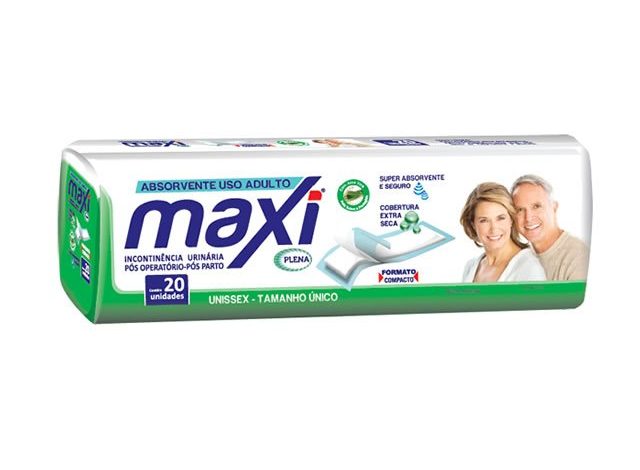 ABSORVENTE USO ADULTO
maxi
INCONTINÊNCIA URINÁRIA
PÓS OPERATÓRIO-PÓS PARTO
PLENA
Contém 20
unidades
UNISSEX - TAMANHO ÚNICO
SUPER ABSORVENTE
E SEGURO
COBERTURA
EXTRA
SECA
FORMATO
COMPACTO